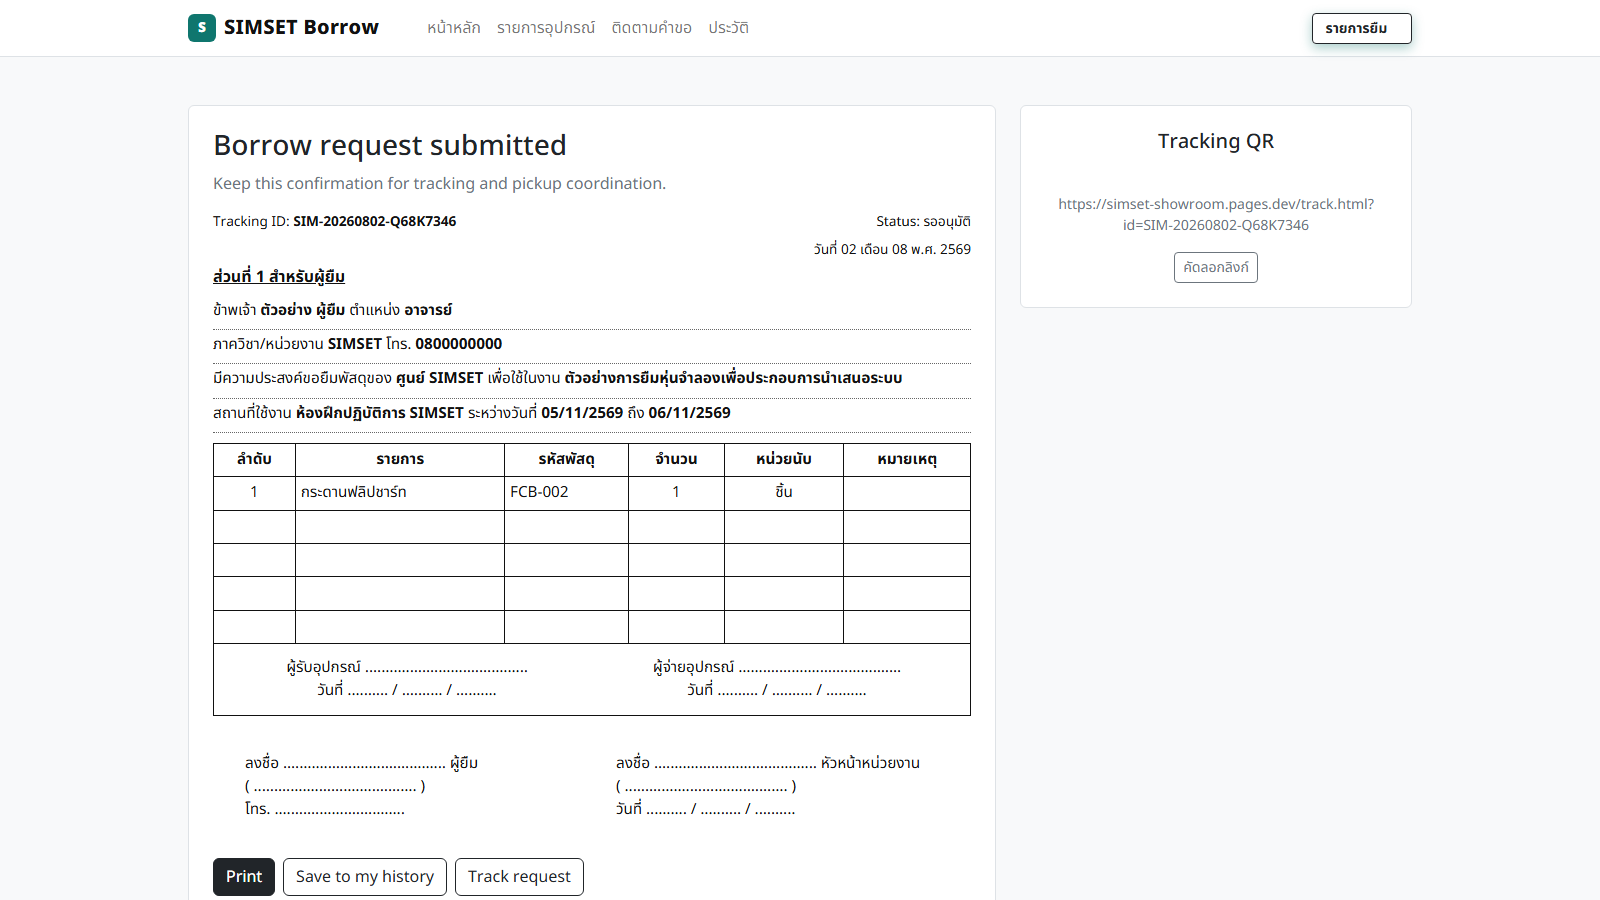 S SIMSET Borrow
หน้าหลัก รายการอุปกรณ์ ติดตามคำขอ ประวัติ
รายการยืม
Borrow request submitted
Keep this confirmation for tracking and pickup coordination.
Tracking ID: SIM-20260802-Q68K7346
Status: รออนุมัติ
วันที่ 02 เดือน 08 พ.ศ. 2569
ส่วนที่ 1 สำหรับผู้ยืม
ข้าพเจ้า ตัวอย่าง ผู้ยืม ตำแหน่ง อาจารย์
ภาควิชา/หน่วยงาน SIMSET โทร. 0800000000
มีความประสงค์ขอยืมพัสดุของ ศูนย์ SIMSET เพื่อใช้ในงาน ตัวอย่างการยืมหุ่นจำลองเพื่อประกอบการนำเสนอระบบ
สถานที่ใช้งาน ห้องฝึกปฏิบัติการ SIMSET ระหว่างวันที่ 05/11/2569 ถึง 06/11/2569
ลำดับ รายการ รหัสพัสดุ จำนวน หน่วยนับ หมายเหตุ
1 กระดานฟลิปชาร์ท FCB-002 1 ชิ้น
ผู้รับอุปกรณ์ ........................................ ผู้จ่ายอุปกรณ์ ........................................
วันที่ .......... / .......... / .......... วันที่ .......... / .......... / ..........
ลงชื่อ ........................................ ผู้ยืม ลงชื่อ ........................................ หัวหน้าหน่วยงาน
( ........................................ ) ( ........................................ )
โทร. ................................ วันที่ .......... / .......... / ..........
Print Save to my history Track request
Tracking QR
https://simset-showroom.pages.dev/track.html?
id=SIM-20260802-Q68K7346
คัดลอกลิงก์